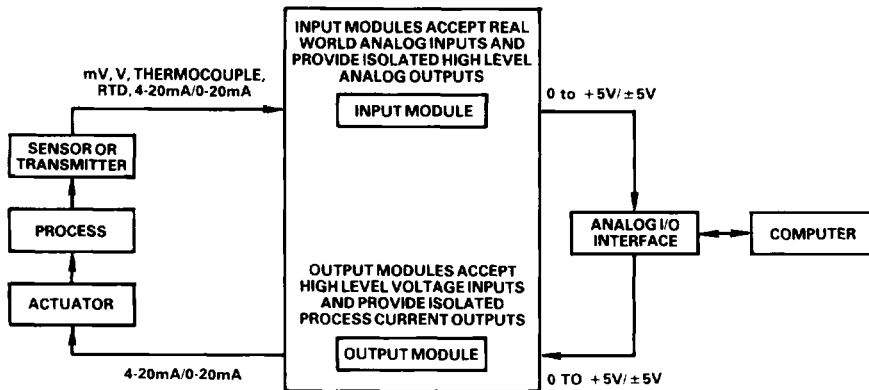 INPUT MODULES ACCEPT REAL
WORLD ANALOG INPUTS AND
PROVIDE ISOLATED HIGH LEVEL
ANALOG OUTPUTS
mV, V, THERMOCOUPLE,
RTD, 4-20mA/0-20mA
INPUT MODULE
0 to +5V/±5V
SENSOR OR
TRANSMITTER
PROCESS
ANALOG I/O
INTERFACE
COMPUTER
ACTUATOR
OUTPUT MODULES ACCEPT
HIGH LEVEL VOLTAGE INPUTS
AND PROVIDE ISOLATED
PROCESS CURRENT OUTPUTS
OUTPUT MODULE
4-20mA/0-20mA
0 TO +5V/±5V